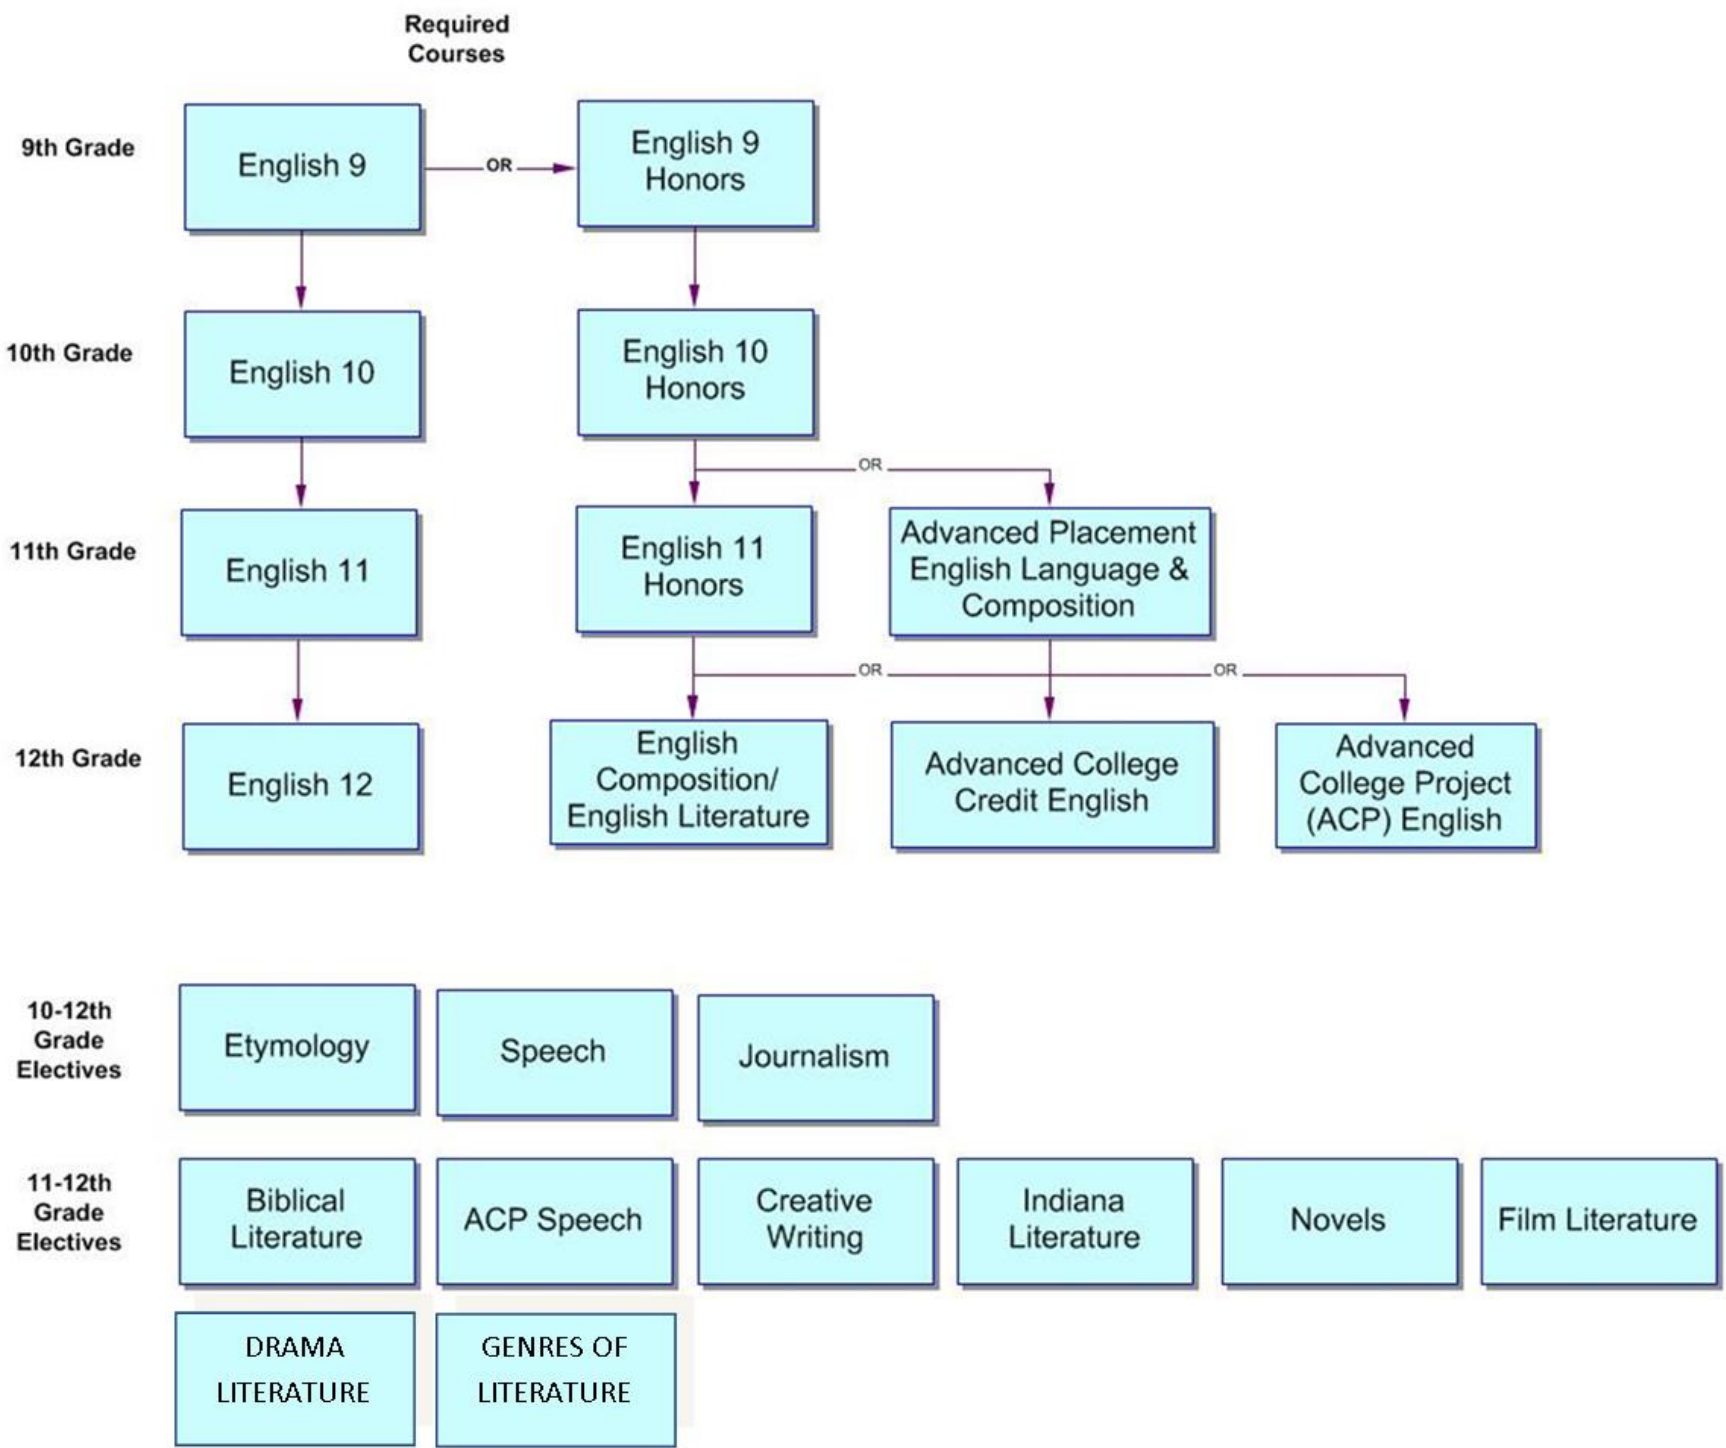 Required
Courses
9th Grade
English 9
OR
English 9
Honors
10th Grade
English 10
English 10
Honors
OR
11th Grade
English 11
English 11
Honors
Advanced Placement
English Language &
Composition
OR
OR
12th Grade
English 12
English
Composition/
English Literature
Advanced College
Credit English
Advanced
College Project
(ACP) English
10-12th
Grade
Electives
Etymology
Speech
Journalism
11-12th
Grade
Electives
Biblical
Literature
ACP Speech
Creative
Writing
Indiana
Literature
Novels
Film Literature
DRAMA
LITERATURE
GENRES OF
LITERATURE